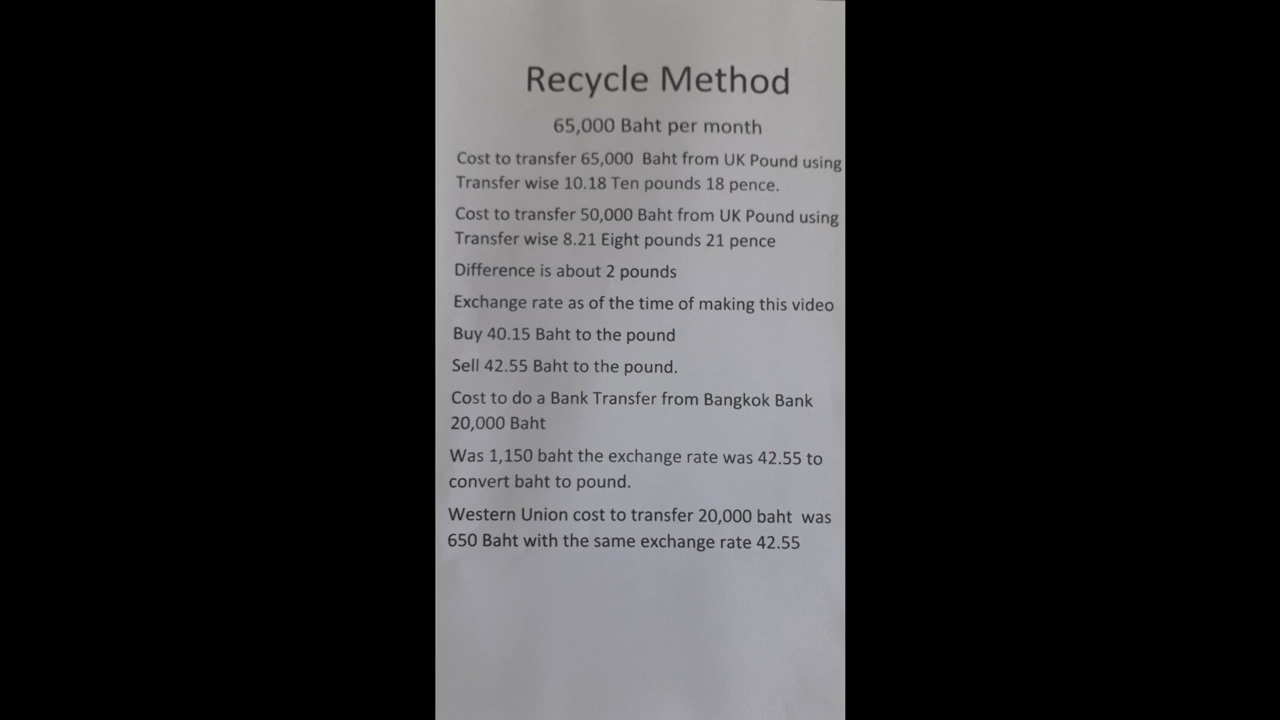 Recycle Method
65,000 Baht per month
Cost to transfer 65,000 Baht from UK Pound using
Transfer wise 10.18 Ten pounds 18 pence.
Cost to transfer 50,000 Baht from UK Pound using
Transfer wise 8.21 Eight pounds 21 pence
Difference is about 2 pounds
Exchange rate as of the time of making this video
Buy 40.15 Baht to the pound
Sell 42.55 Baht to the pound.
Cost to do a Bank Transfer from Bangkok Bank
20,000 Baht
Was 1,150 baht the exchange rate was 42.55 to
convert baht to pound.
Western Union cost to transfer 20,000 baht was
650 Baht with the same exchange rate 42.55